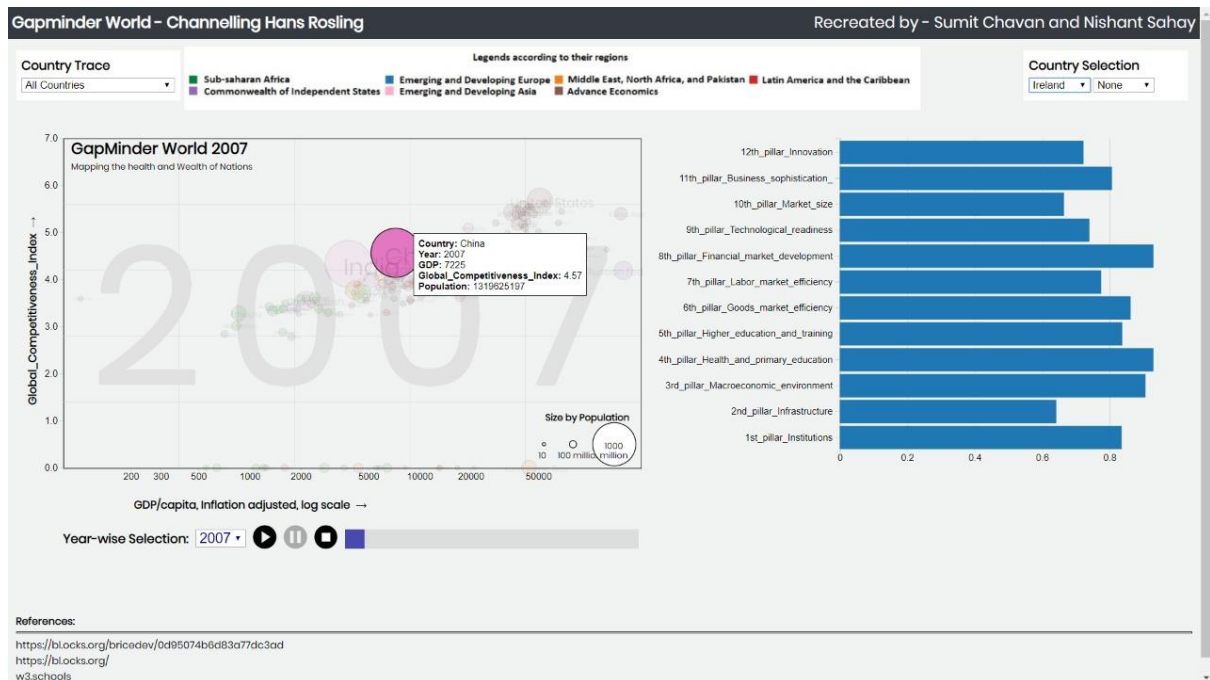 Gapminder World - Channelling Hans Rosling
Recreated by - Sumit Chavan and Nishant Sahay
Country Trace
All Countries
Legends according to their regions
Sub-saharan Africa
Emerging and Developing Europe
Middle East, North Africa, and Pakistan
Latin America and the Caribbean
Commonwealth of Independent States
Emerging and Developing Asia
Advance Economics
Country Selection
Ireland
None
GapMinder World 2007
Mapping the health and Wealth of Nations
Global_Competitiveness_Index →
7.0
6.0
5.0
4.0
3.0
2.0
1.0
0.0
2007
United States
India
Country: China
Year: 2007
GDP: 7225
Global_Competitiveness_Index: 4.57
Population: 1319625197
Size by Population
10
100 million
1000 million
200 300 500 1000 2000 5000 10000 20000 50000
GDP/capita, Inflation adjusted, log scale →
12th_pillar_Innovation
11th_pillar_Business_sophistication_
10th_pillar_Market_size
9th_pillar_Technological_readiness
8th_pillar_Financial_market_development
7th_pillar_Labor_market_efficiency
6th_pillar_Goods_market_efficiency
5th_pillar_Higher_education_and_training
4th_pillar_Health_and_primary_education
3rd_pillar_Macroeconomic_environment
2nd_pillar_Infrastructure
1st_pillar_Institutions
0 0.2 0.4 0.6 0.8
Year-wise Selection: 2007
References:
https://bl.ocks.org/bricedev/0d95074b6d83a77dc3ad
https://bl.ocks.org/
w3.schools